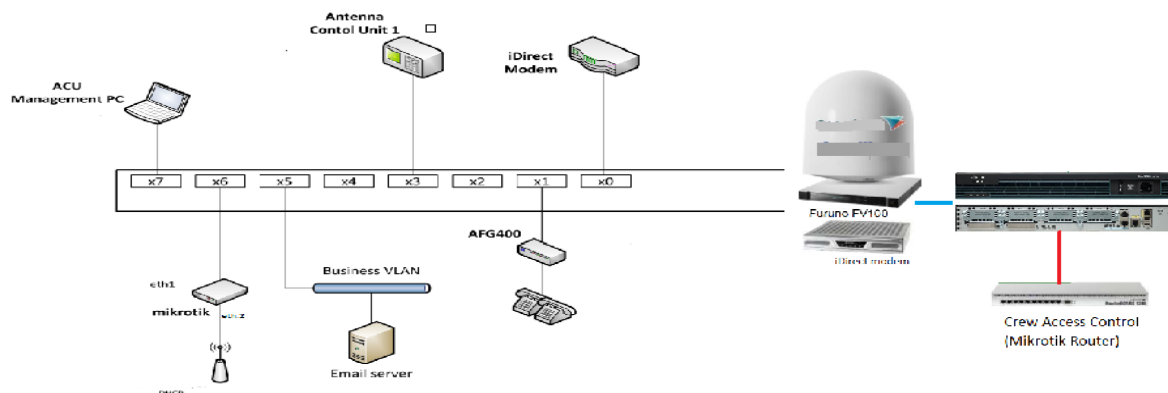 Antenna
Contol Unit 1
iDirect
Modem
ACU
Management PC
x7
x6
x5
x4
x3
x2
x1
x0
Furuno FV100
iDirect modem
AFG400
Business VLAN
eth1
mikrotik
Email server
Crew Access Control
(Mikrotik Router)